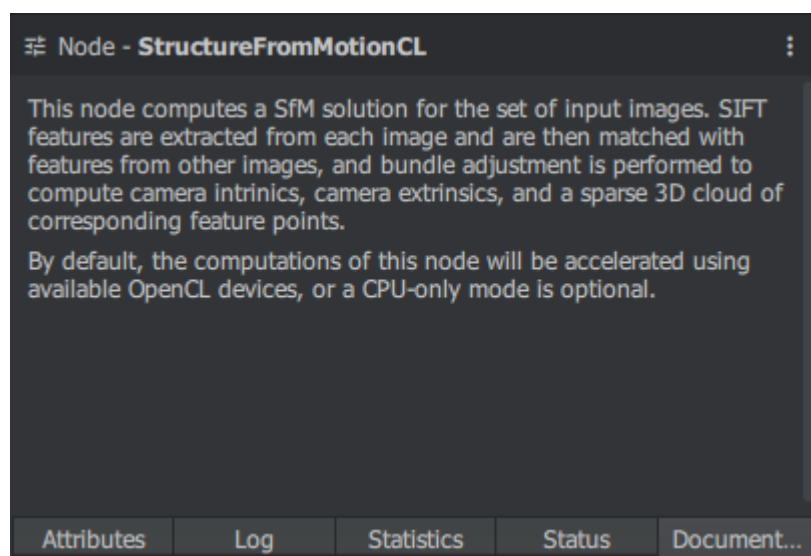 Node - StructureFromMotionCL
This node computes a SfM solution for the set of input images. SIFT
features are extracted from each image and are then matched with
features from other images, and bundle adjustment is performed to
compute camera intrinics, camera extrinsics, and a sparse 3D cloud of
corresponding feature points.
By default, the computations of this node will be accelerated using
available OpenCL devices, or a CPU-only mode is optional.
Attributes Log Statistics Status Document...